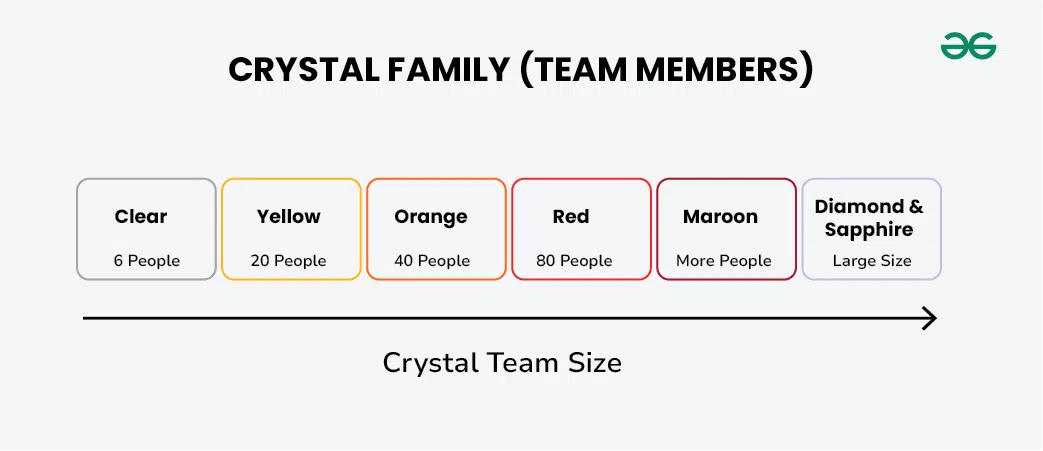 CRYSTAL FAMILY (TEAM MEMBERS)
Clear
6 People
Yellow
20 People
Orange
40 People
Red
80 People
Maroon
More People
Diamond &
Sapphire
Large Size
Crystal Team Size